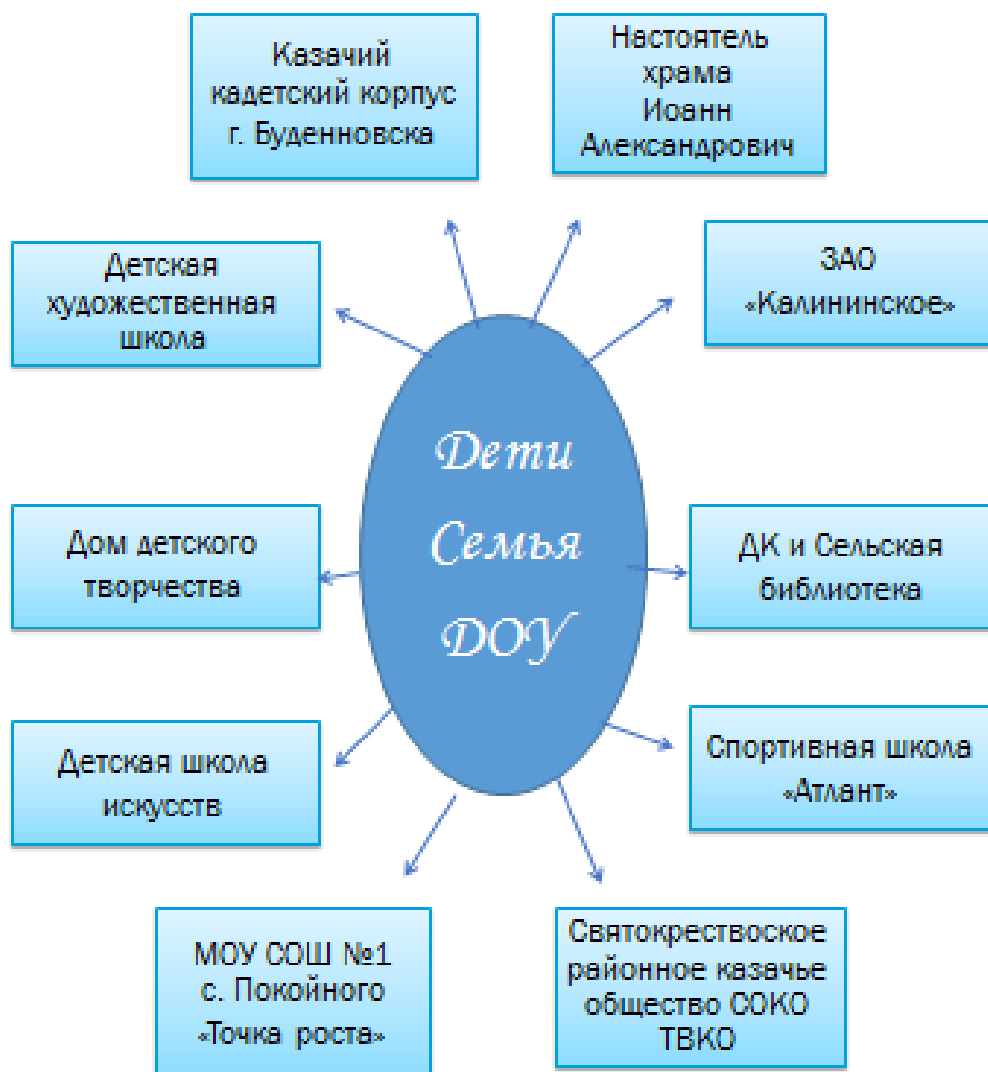 Казачий
кадетский корпус
г. Буденновска
Настоятель
храма
Иоанн
Александрович
Детская
художественная
школа
ЗАО
«Калининское»
Дети
Семья
ДОУ
Дом детского
творчества
ДК и Сельская
библиотека
Детская школа
искусств
Спортивная школа
«Атлант»
МОУ СОШ №1
с. Покойного
«Точка роста»
Святокрествоское
районное казачье
общество СОКО
ТВКО